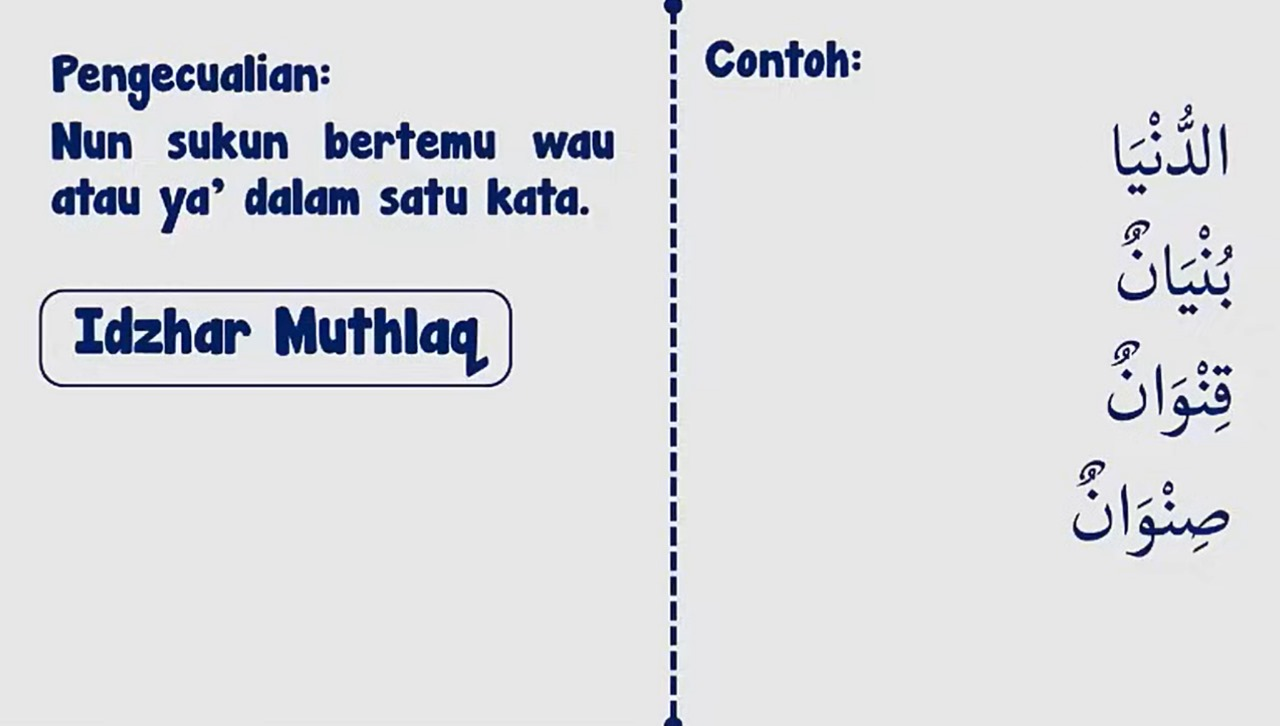 Pengecualian:
Nun sukun bertemu wau
atau ya’ dalam satu kata.
Idzhar Muthlaq
Contoh:
الدُّنْيَا
بُنْيَانٌ
قِنْوَانٌ
صِنْوَانٌ